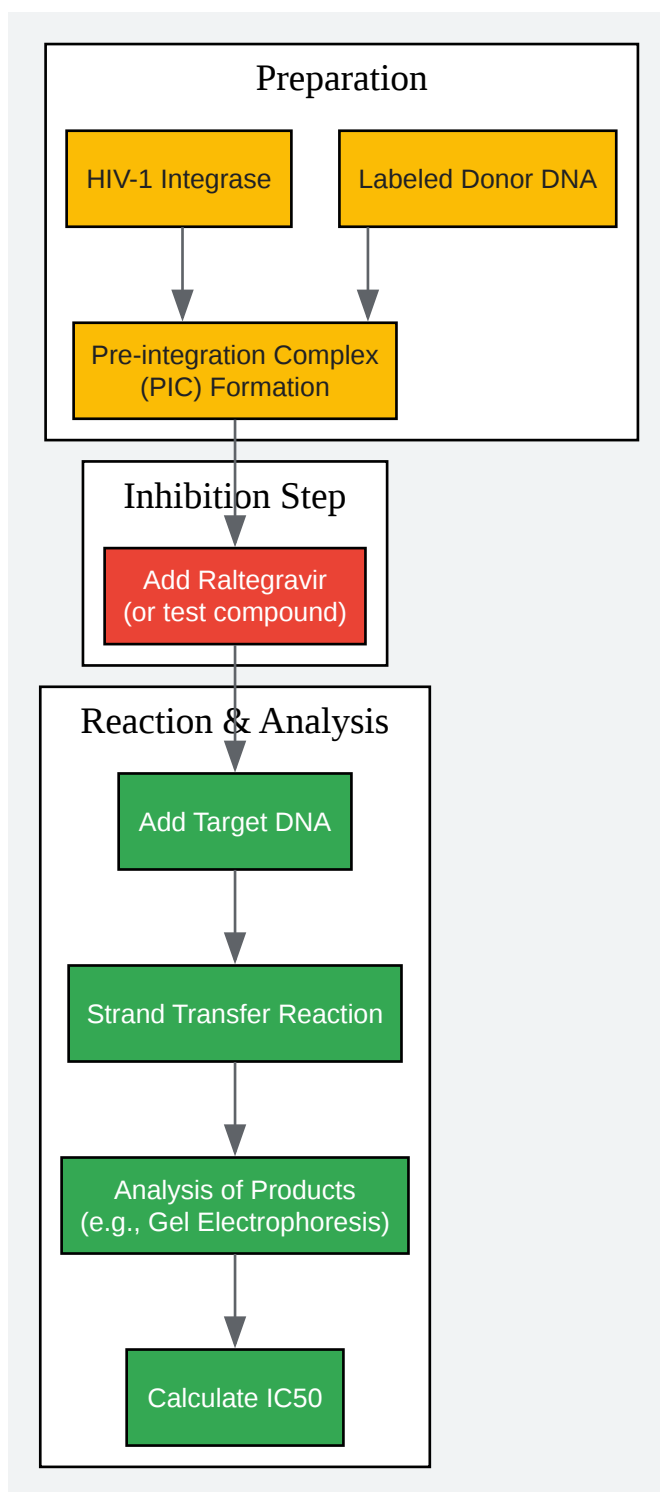 Preparation
HIV-1 Integrase
Labeled Donor DNA
Pre-integration Complex
(PIC) Formation
Inhibition Step
Add Raltegravir
(or test compound)
Reaction & Analysis
Add Target DNA
Strand Transfer Reaction
Analysis of Products
(e.g., Gel Electrophoresis)
Calculate IC50